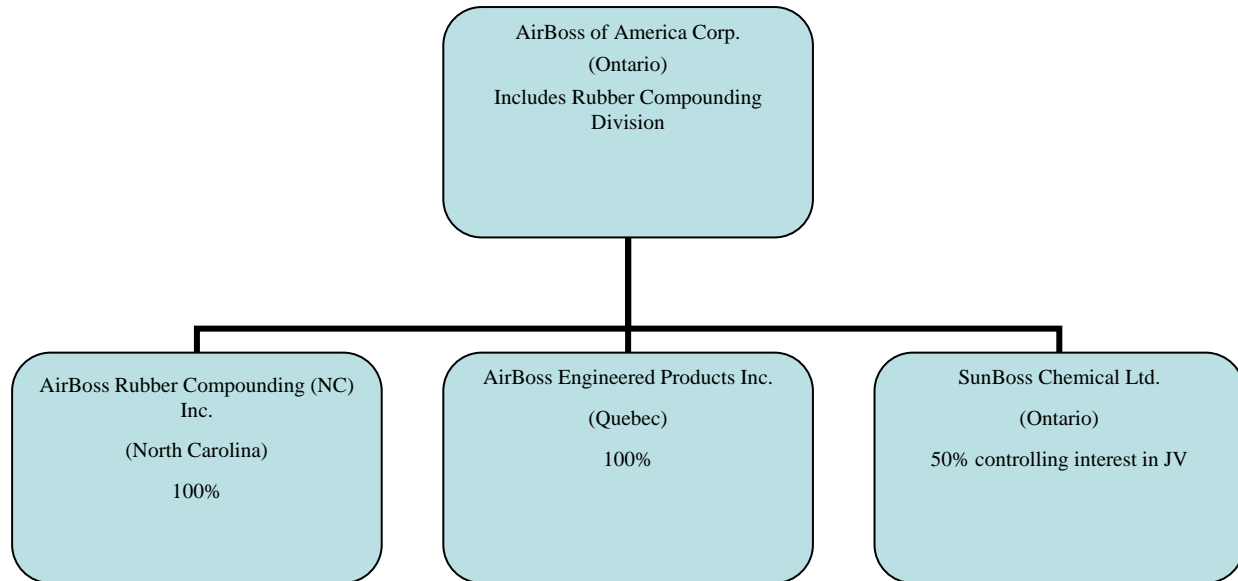 AirBoss of America Corp.
(Ontario)
Includes Rubber Compounding
Division
AirBoss Rubber Compounding (NC)
Inc.
(North Carolina)
100%
AirBoss Engineered Products Inc.
(Quebec)
100%
SunBoss Chemical Ltd.
(Ontario)
50% controlling interest in JV